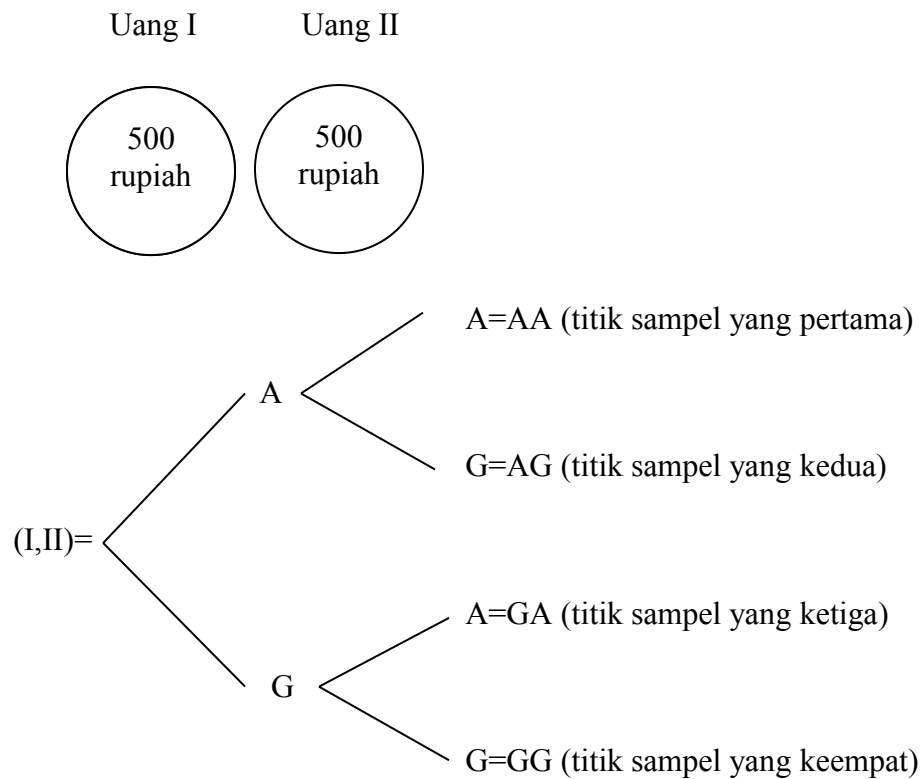 Uang I Uang II
500 500
rupiah rupiah
A=AA (titik sampel yang pertama)
A
G=AG (titik sampel yang kedua)
(I,II)=
A=GA (titik sampel yang ketiga)
G
G=GG (titik sampel yang keempat)